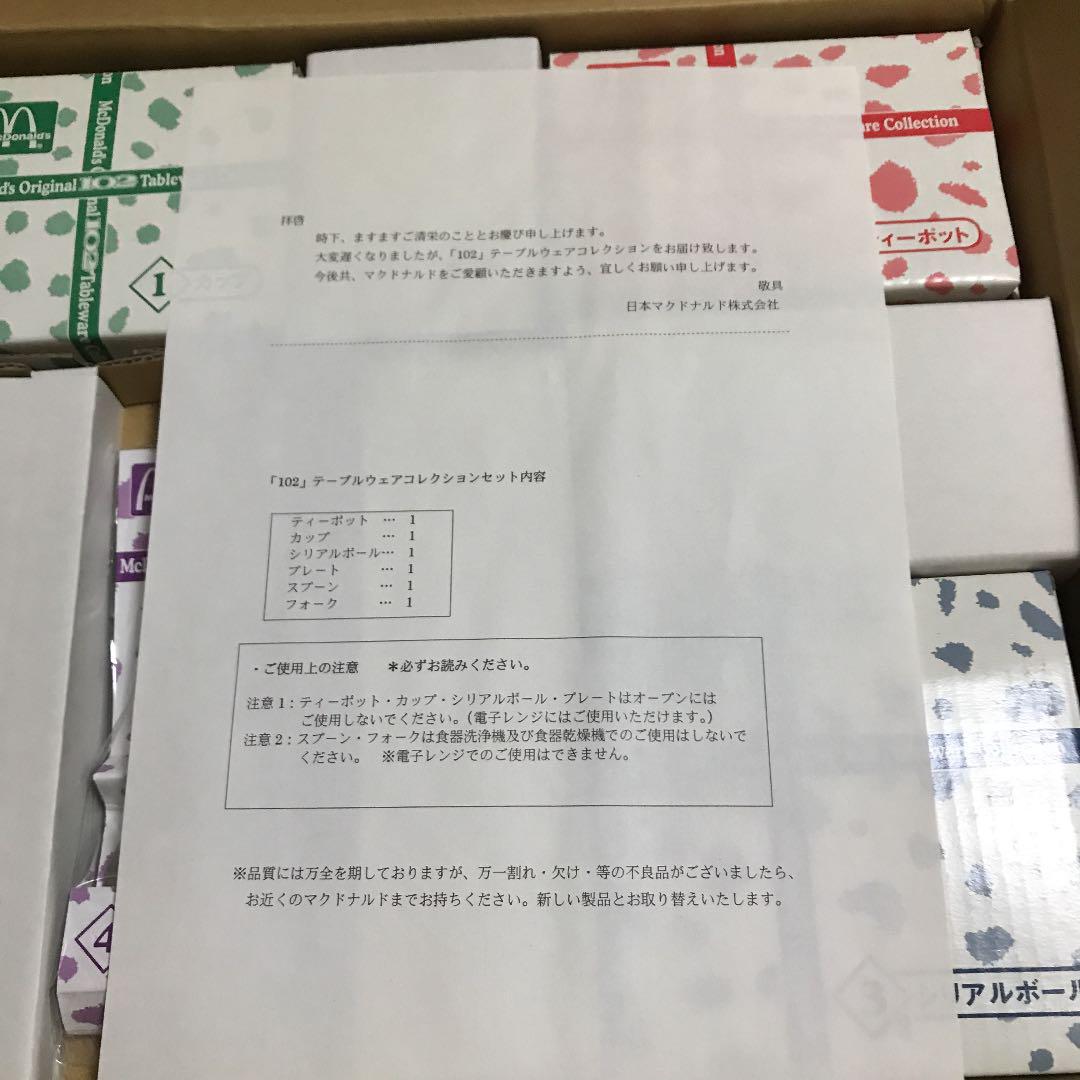 McDonald's
d's Original 102 Tablew
1
re Collection
ィーポット
拝啓
時下、ますますご清栄のこととお慶び申し上げます。
大変遅くなりましたが、「102」テーブルウェアコレクションをお届け致します。
今後共、マクドナルドをご愛顧いただきますよう、宜しくお願い申し上げます。
敬具
日本マクドナルド株式会社
「102」テーブルウェアコレクションセット内容
ティーポット … 1
カップ … 1
シリアルボール… 1
プレート … 1
スプーン … 1
フォーク … 1
・ご使用上の注意 ＊必ずお読みください。
注意1：ティーポット・カップ・シリアルボール・プレートはオーブンには
ご使用しないでください。（電子レンジにはご使用いただけます。）
注意2：スプーン・フォークは食器洗浄機及び食器乾燥機でのご使用はしないで
ください。 ※電子レンジでのご使用はできません。
※品質には万全を期しておりますが、万一割れ・欠け・等の不良品がございましたら、
お近くのマクドナルドまでお持ちください。新しい製品とお取り替えいたします。
McD
4
3
リアルボール